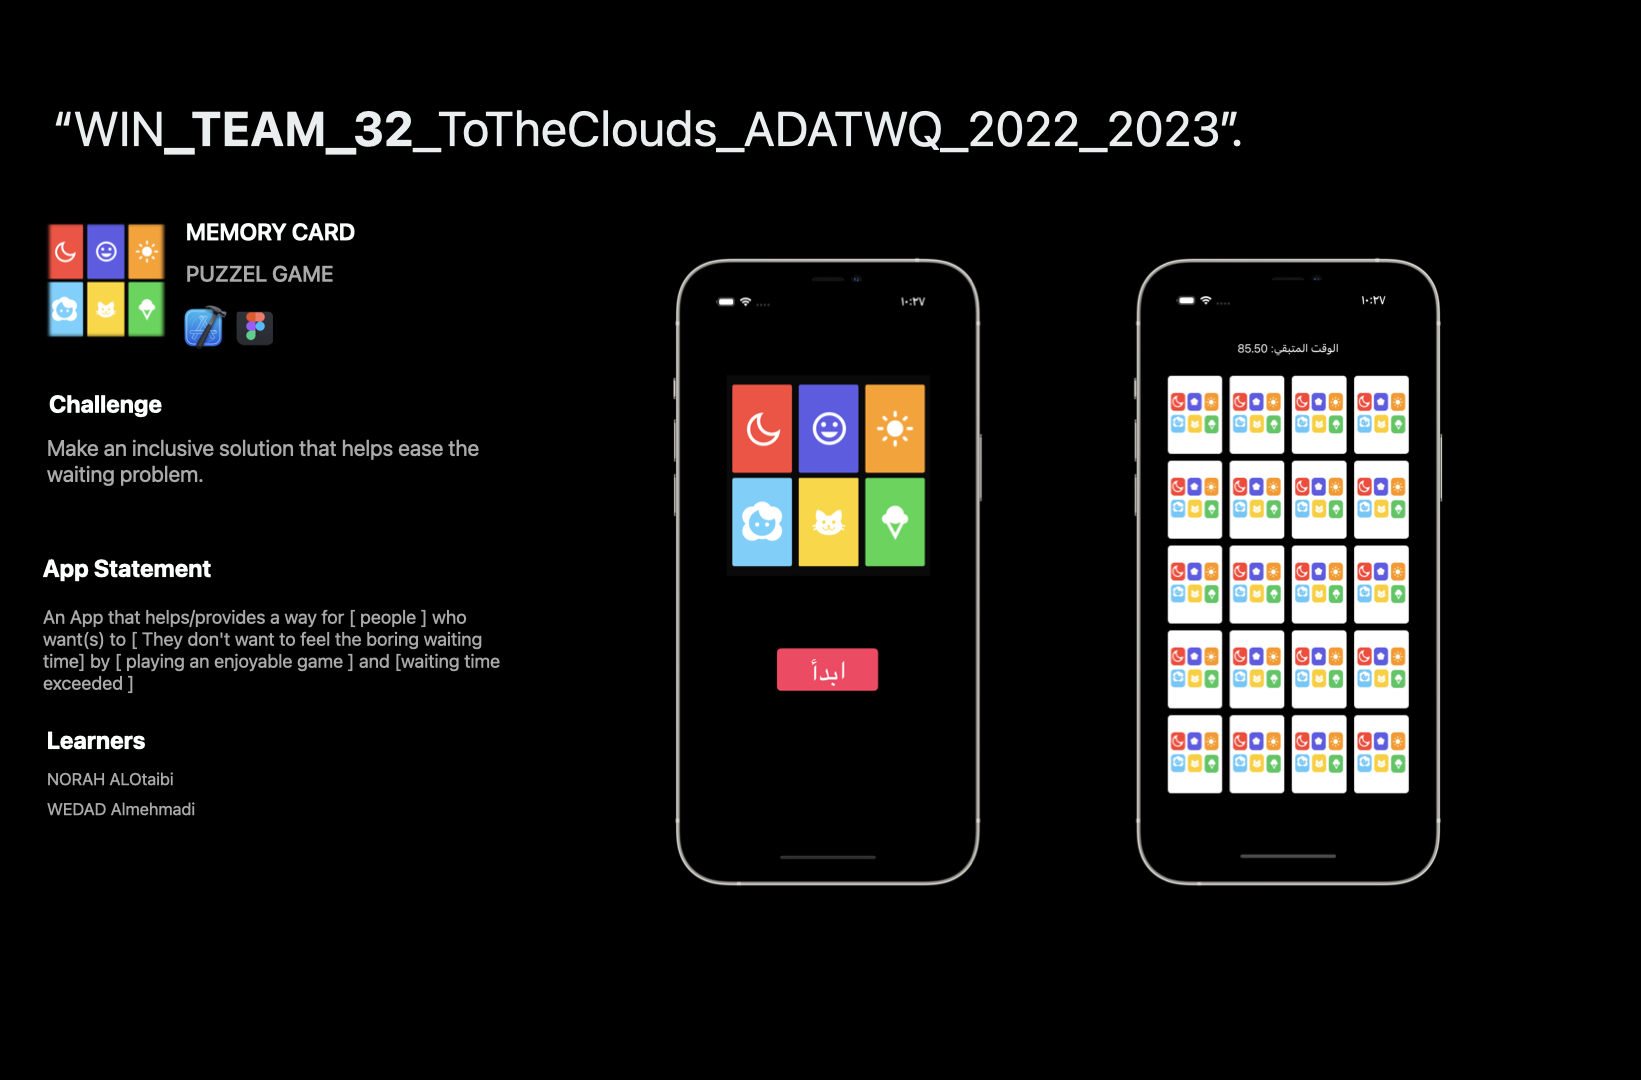 “WIN_TEAM_32_ToTheClouds_ADATWQ_2022_2023”.
MEMORY CARD
PUZZEL GAME
Challenge
Make an inclusive solution that helps ease the
waiting problem.
App Statement
An App that helps/provides a way for [ people ] who
want(s) to [ They don't want to feel the boring waiting
time] by [ playing an enjoyable game ] and [waiting time
exceeded ]
Learners
NORAH ALOtaibi
WEDAD Almehmadi
١٠:٢٧
ابدأ
١٠:٢٧
الوقت المتبقي: 85.50